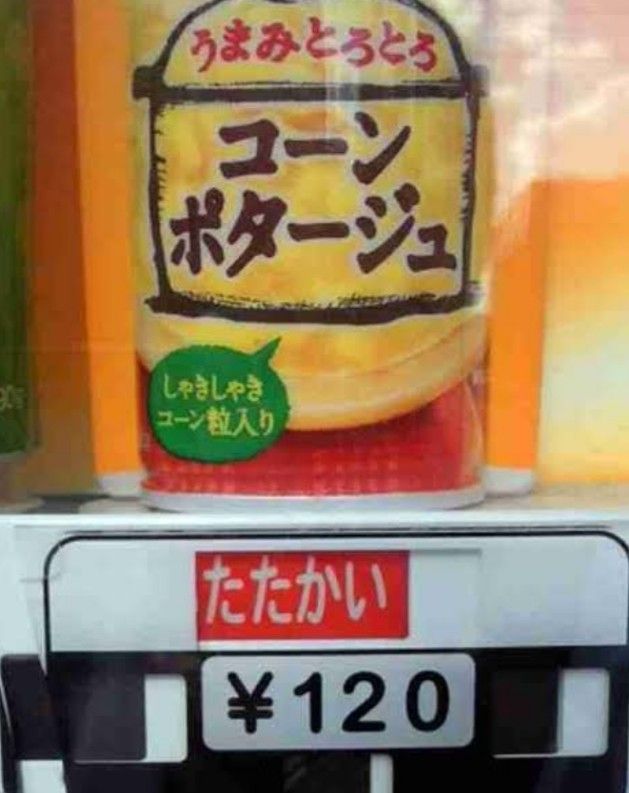 うまみとろとろ
コーン
ポタージュ
しゃきしゃき
コーン粒入り
たたかい
¥120